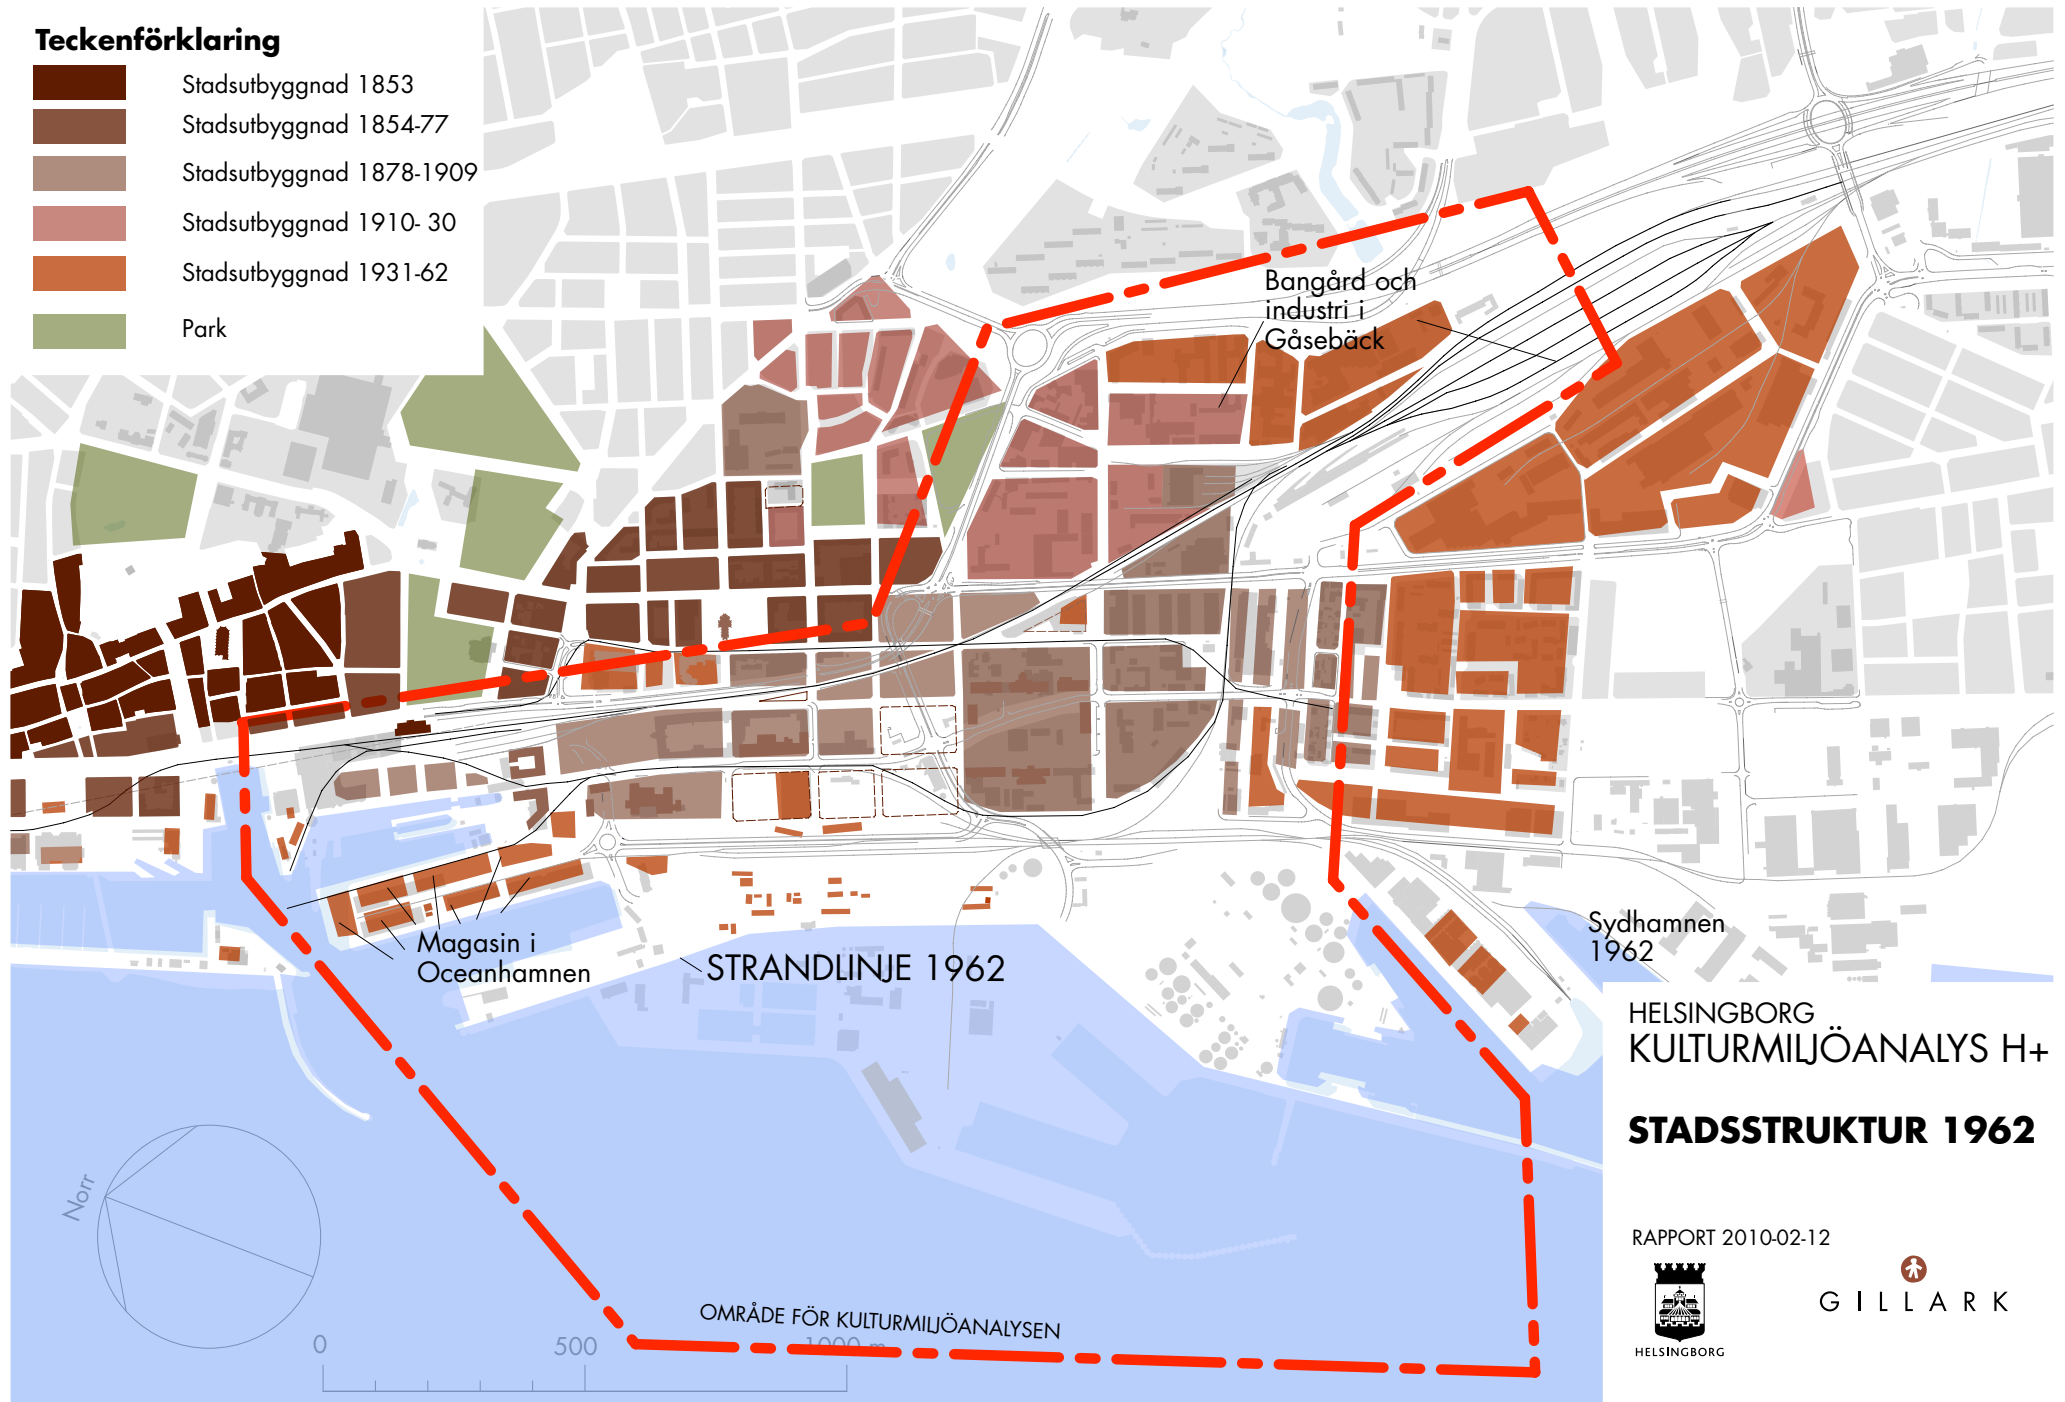 Teckenförklaring
Stadsutbyggnad 1853
Stadsutbyggnad 1854-77
Stadsutbyggnad 1878-1909
Stadsutbyggnad 1910- 30
Stadsutbyggnad 1931-62
Park
Bangård och
industri i
Gåsebäck
Magasin i
Oceanhamnen
STRANDLINJE 1962
Sydhamnen
1962
HELSINGBORG
KULTURMILJÖANALYS H+
STADSSTRUKTUR 1962
RAPPORT 2010-02-12
HELSINGBORG
GILLARK
Norr
0
500
1000 m
OMRÅDE FÖR KULTURMILJÖANALYSEN